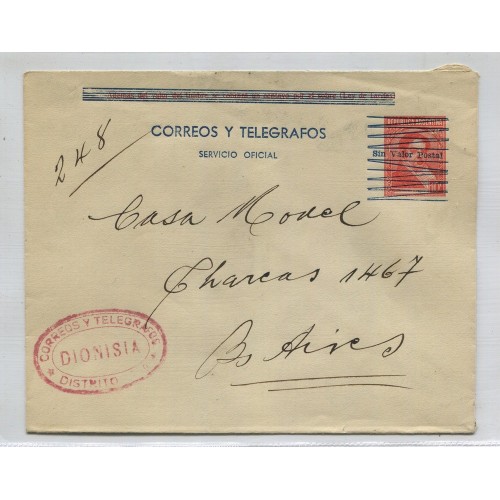 CORREOS Y TELEGRAFOS
SERVICIO OFICIAL
Sin Valor Postal
248
Casa Model
Charcas 1467
Bs Aires
CORREOS Y TELEGRAFOS
DIONISIA
DISTRITO